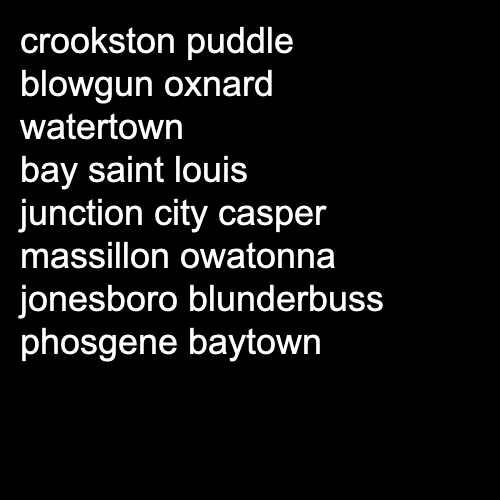 crookston puddle
blowgun oxnard
watertown
bay saint louis
junction city casper
massillon owatonna
jonesboro blunderbuss
phosgene baytown